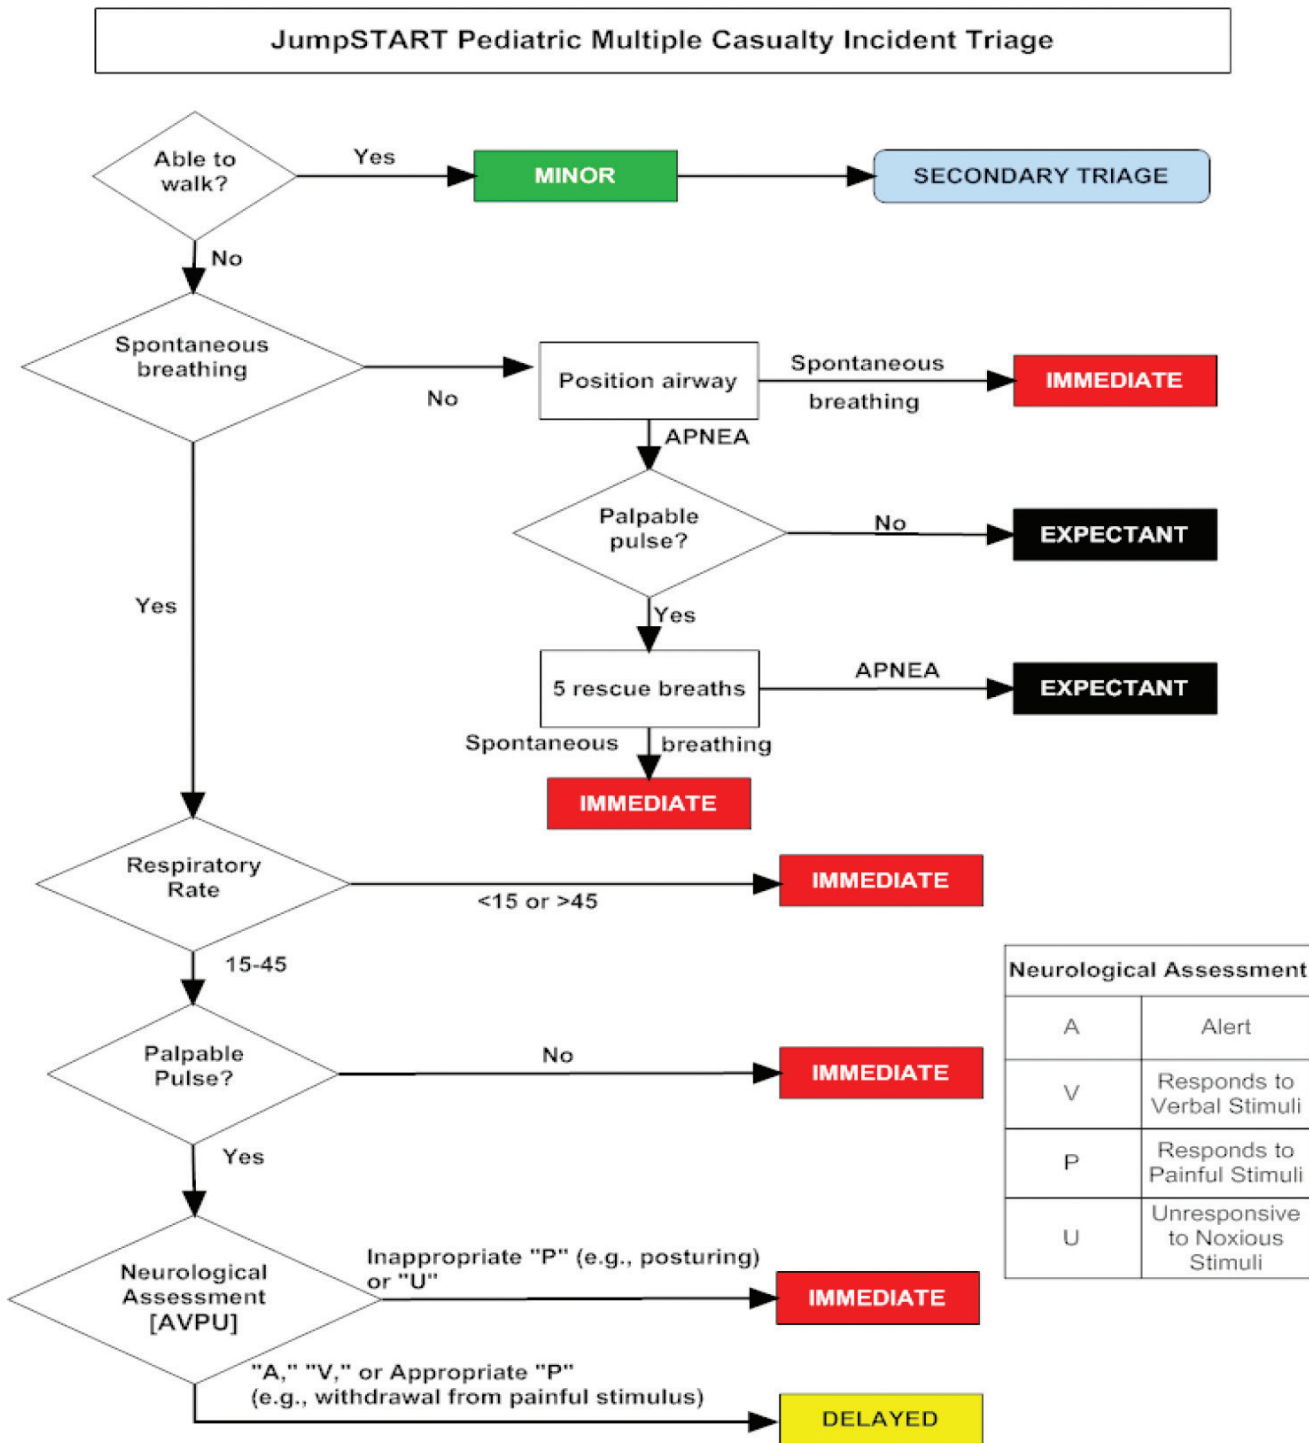 JumpSTART Pediatric Multiple Casualty Incident Triage
Able to
walk?
Yes
MINOR
SECONDARY TRIAGE
No
Spontaneous
breathing
No
Position airway
Spontaneous
breathing
IMMEDIATE
APNEA
Palpable
pulse?
No
EXPECTANT
Yes
Yes
5 rescue breaths
APNEA
EXPECTANT
Spontaneous breathing
IMMEDIATE
Respiratory
Rate
<15 or >45
IMMEDIATE
15-45
Palpable
Pulse?
No
IMMEDIATE
Yes
Neurological
Assessment
[AVPU]
Inappropriate "P" (e.g., posturing)
or "U"
IMMEDIATE
"A," "V," or Appropriate "P"
(e.g., withdrawal from painful stimulus)
DELAYED
Neurological Assessment
A Alert
V Responds to
Verbal Stimuli
P Responds to
Painful Stimuli
U Unresponsive
to Noxious
Stimuli